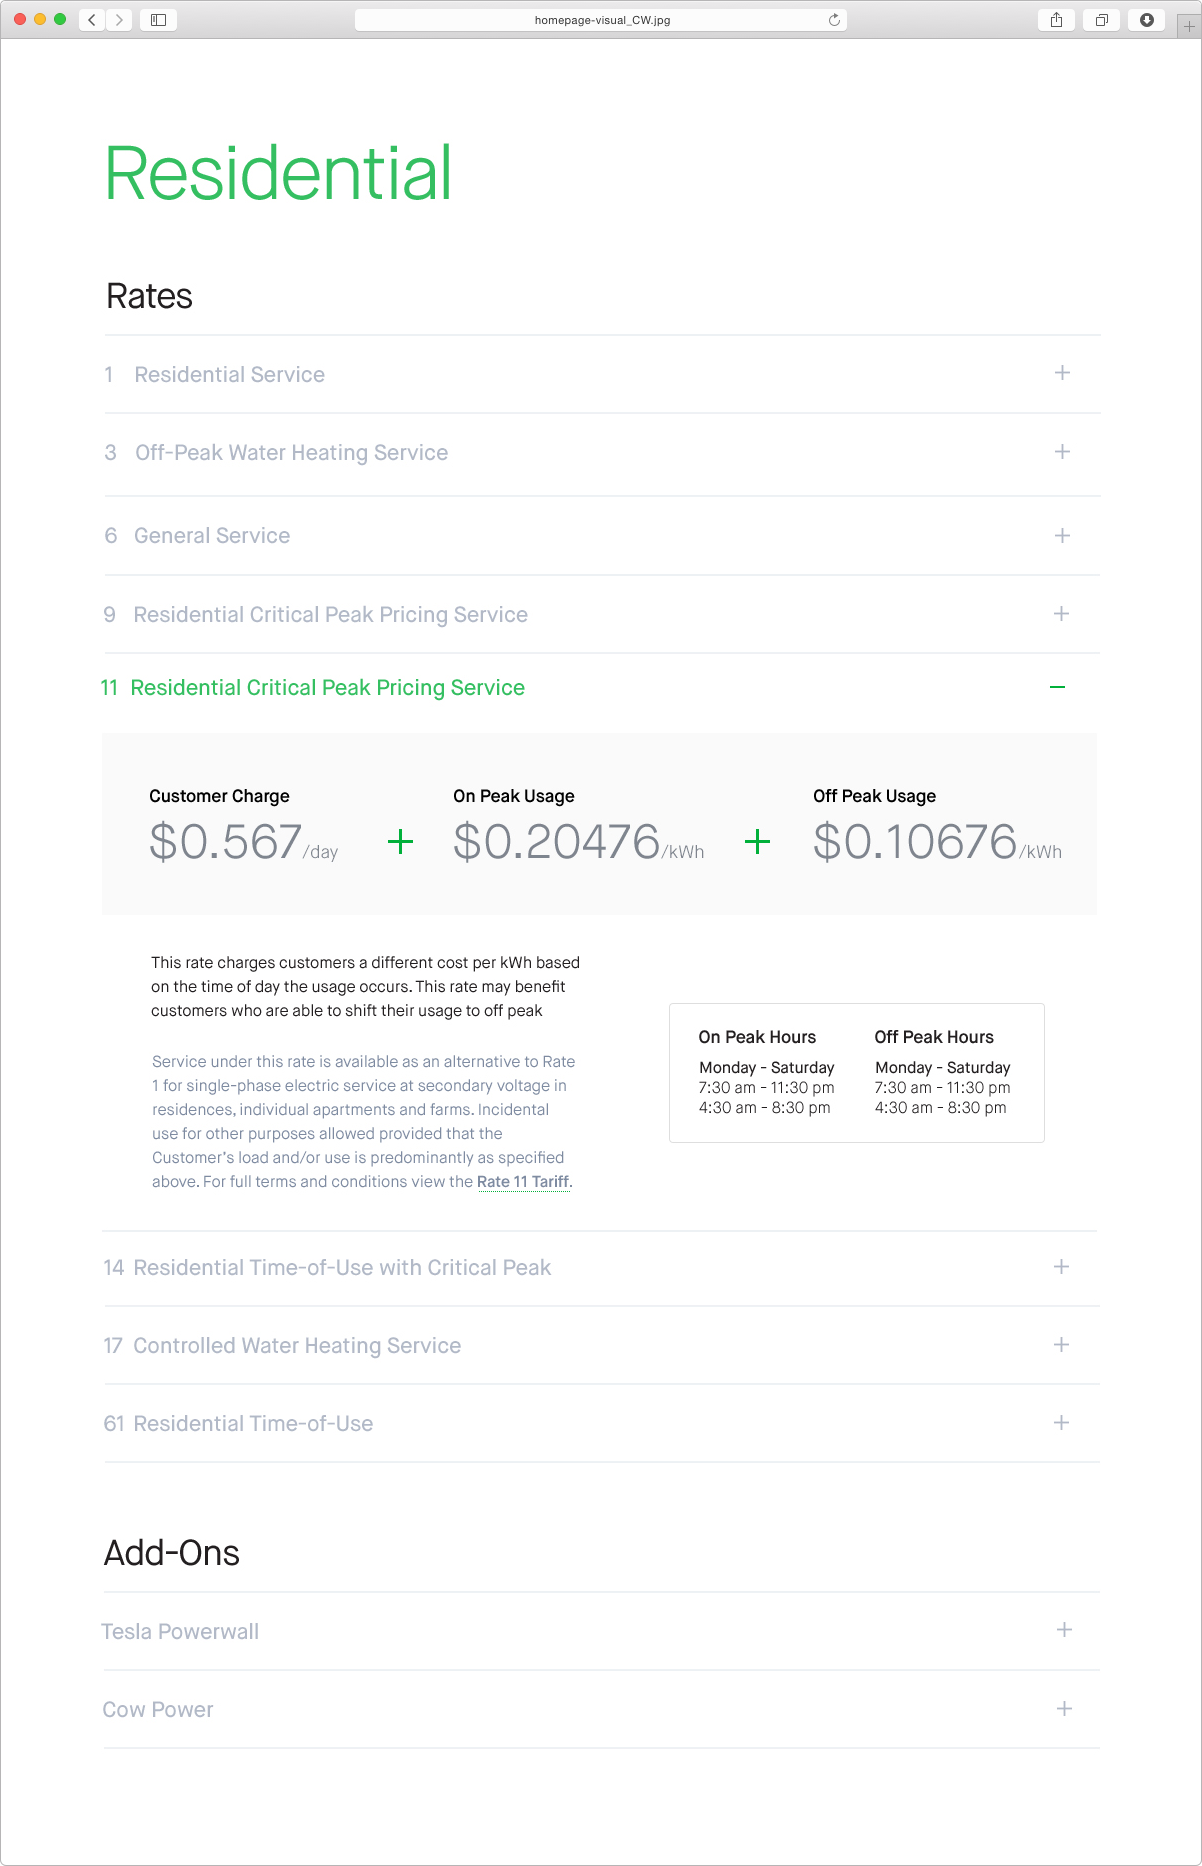 homepage-visual_CW.jpg
Residential
Rates
1 Residential Service
3 Off-Peak Water Heating Service
6 General Service
9 Residential Critical Peak Pricing Service
11 Residential Critical Peak Pricing Service
Customer Charge
$0.567/day
+
On Peak Usage
$0.20476/kWh
+
Off Peak Usage
$0.10676/kWh
This rate charges customers a different cost per kWh based
on the time of day the usage occurs. This rate may benefit
customers who are able to shift their usage to off peak
Service under this rate is available as an alternative to Rate
1 for single-phase electric service at secondary voltage in
residences, individual apartments and farms. Incidental
use for other purposes allowed provided that the
Customer's load and/or use is predominantly as specified
above. For full terms and conditions view the Rate 11 Tariff.
On Peak Hours
Monday - Saturday
7:30 am - 11:30 pm
4:30 am - 8:30 pm
Off Peak Hours
Monday - Saturday
7:30 am - 11:30 pm
4:30 am - 8:30 pm
14 Residential Time-of-Use with Critical Peak
17 Controlled Water Heating Service
61 Residential Time-of-Use
Add-Ons
Tesla Powerwall
Cow Power